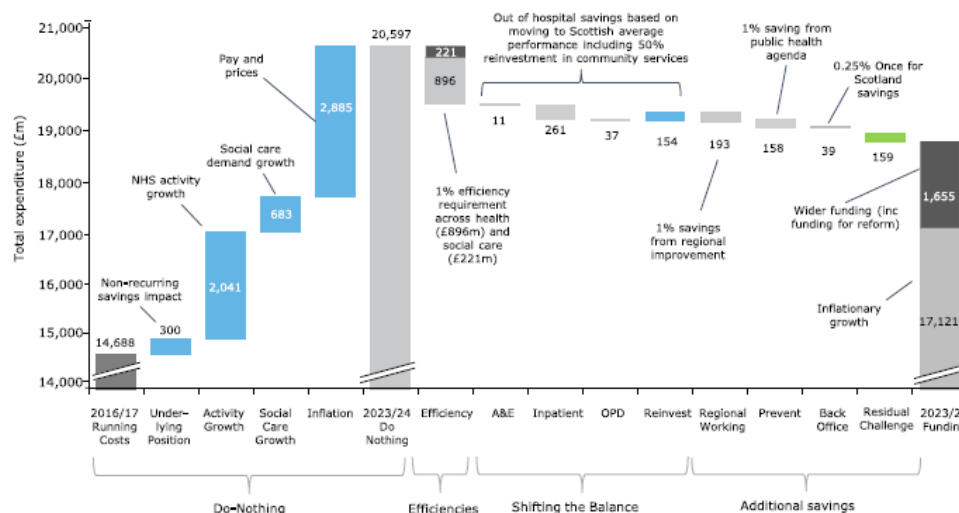 Total expenditure (£m)
21,000
20,000
19,000
18,000
17,000
16,000
15,000
14,000
14,688
Non-recurring
savings impact
300
NHS activity
growth
2,041
Social care
demand growth
683
Pay and
prices
2,885
20,597
221
896
1% efficiency
requirement
across health
(£896m) and
social care
(£221m)
Out of hospital savings based on
moving to Scottish average
performance including 50%
reinvestment in community services
11
261
37
154
193
1% savings
from regional
improvement
1% saving from
public health
agenda
158
0.25% Once for
Scotland
savings
39
159
Wider funding (inc
funding for reform)
1,655
Inflationary
growth
17,121
2016/17
Running
Costs
Under-
lying
Position
Activity
Growth
Social
Care
Growth
Inflation
2023/24
Do
Nothing
Efficiency
A&E
Inpatient
OPD
Reinvest
Regional
Working
Prevent
Back
Office
Residual
Challenge
2023/2
Fundin
Do-Nothing
Efficiencies
Shifting the Balance
Additional savings